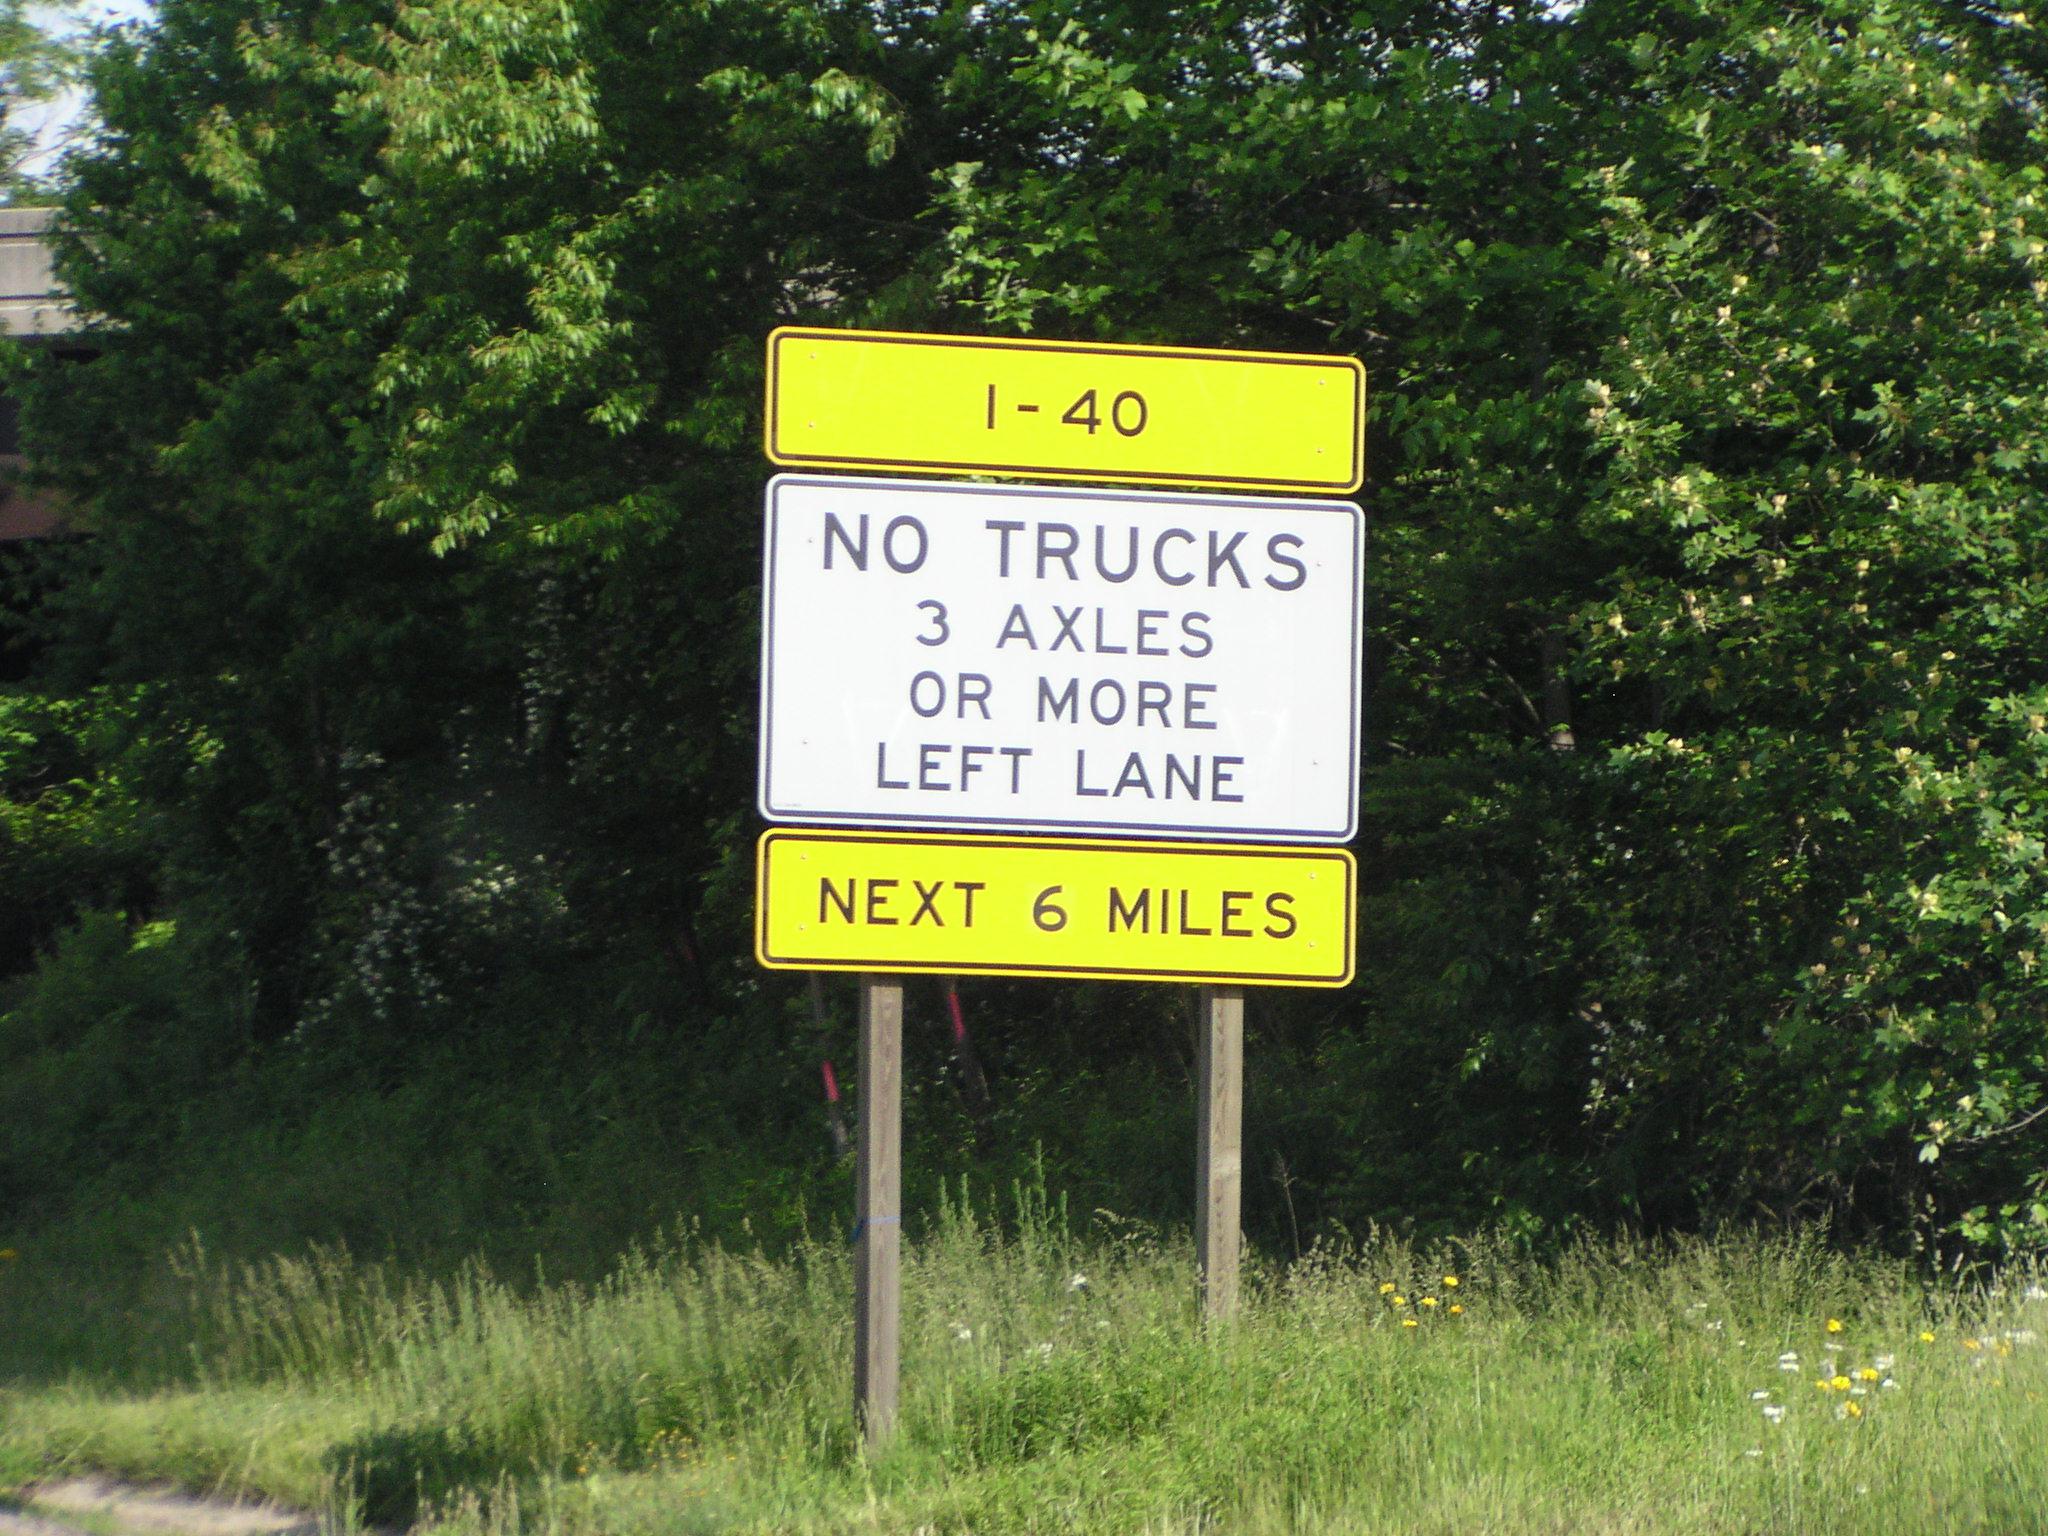 I-40
NO TRUCKS
3 AXLES
OR MORE
LEFT LANE
NEXT 6 MILES